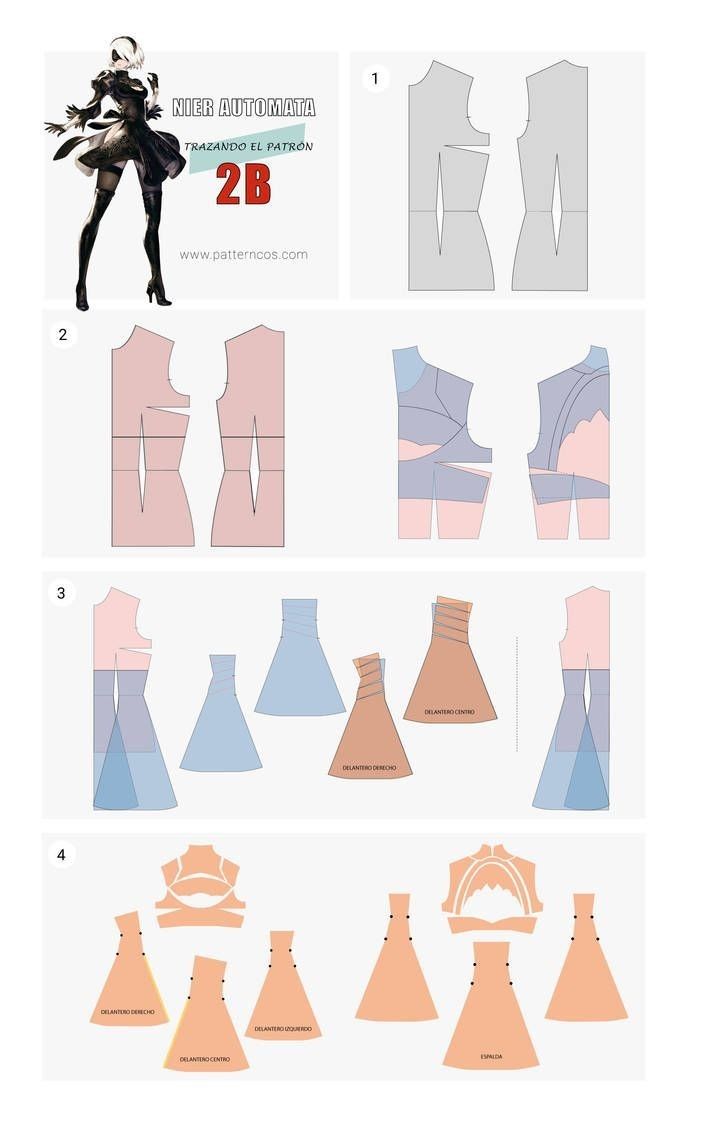 NIER AUTOMATA
TRAZANDO EL PATRÓN
2B
www.patterncos.com
1
2
3
DELANTERO DERECHO
DELANTERO CENTRO
4
DELANTERO DERECHO
DELANTERO CENTRO
DELANTERO IZQUIERDO
ESPALDA